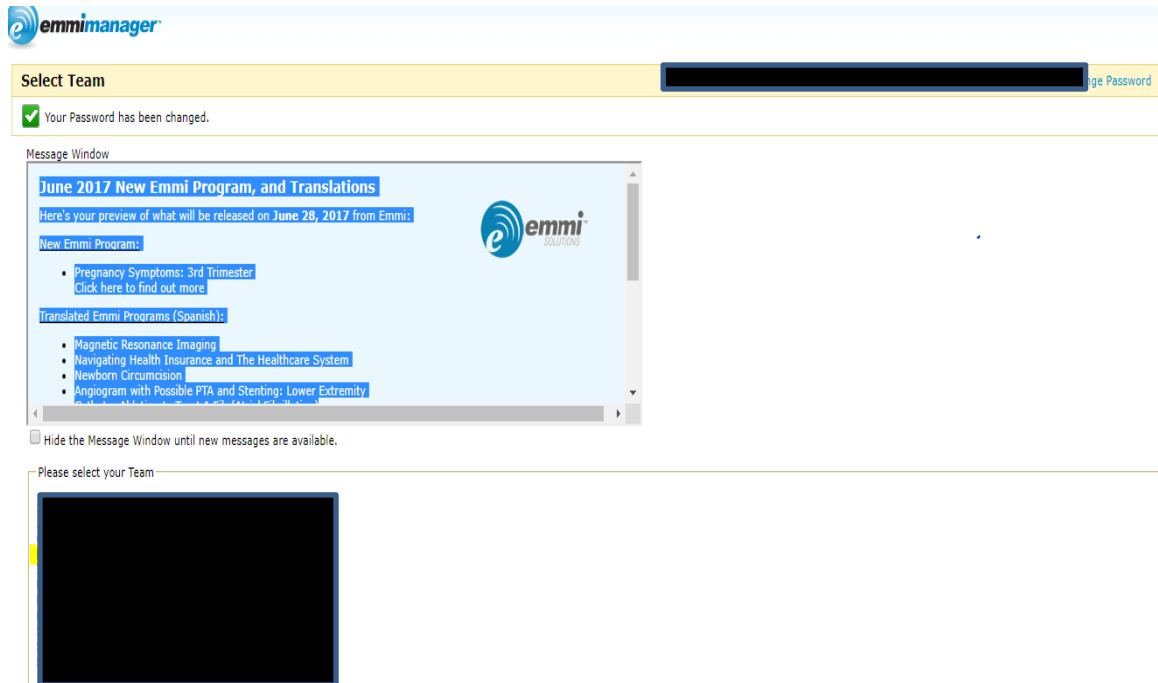 emmimanager™
Select Team
nge Password
Your Password has been changed.
Message Window
June 2017 New Emmi Program, and Translations
Here's your preview of what will be released on June 28, 2017 from Emmi:
emmi™
SOLUTIONS
New Emmi Program:
Pregnancy Symptoms: 3rd Trimester
Click here to find out more
Translated Emmi Programs (Spanish):
Magnetic Resonance Imaging
Navigating Health Insurance and The Healthcare System
Newborn Circumcision
Angiogram with Possible PTA and Stenting: Lower Extremity
Hide the Message Window until new messages are available.
Please select your Team